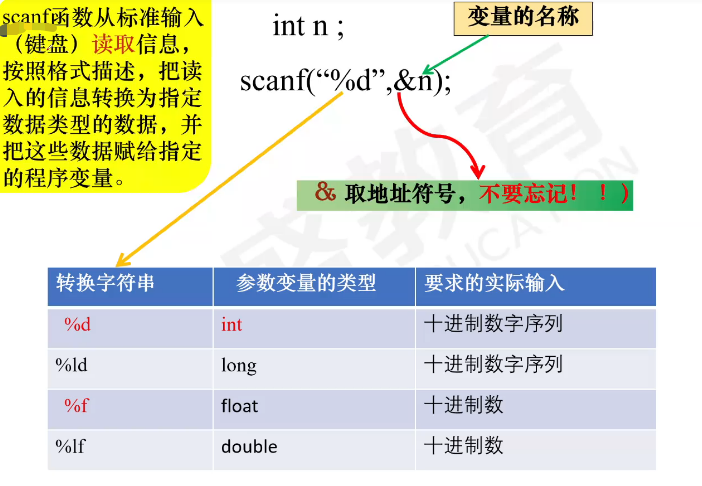 scanf函数从标准输入
（键盘）读取信息，
按照格式描述，把读
入的信息转换为指定
数据类型的数据，并
把这些数据赋给指定
的程序变量。
int n ;
变量的名称
scanf(“%d”,&n);
& 取地址符号，不要忘记！！)
盛教育
EDUCATION
转换字符串 参数变量的类型 要求的实际输入
%d int 十进制数字序列
%ld long 十进制数字序列
%f float 十进制数
%lf double 十进制数